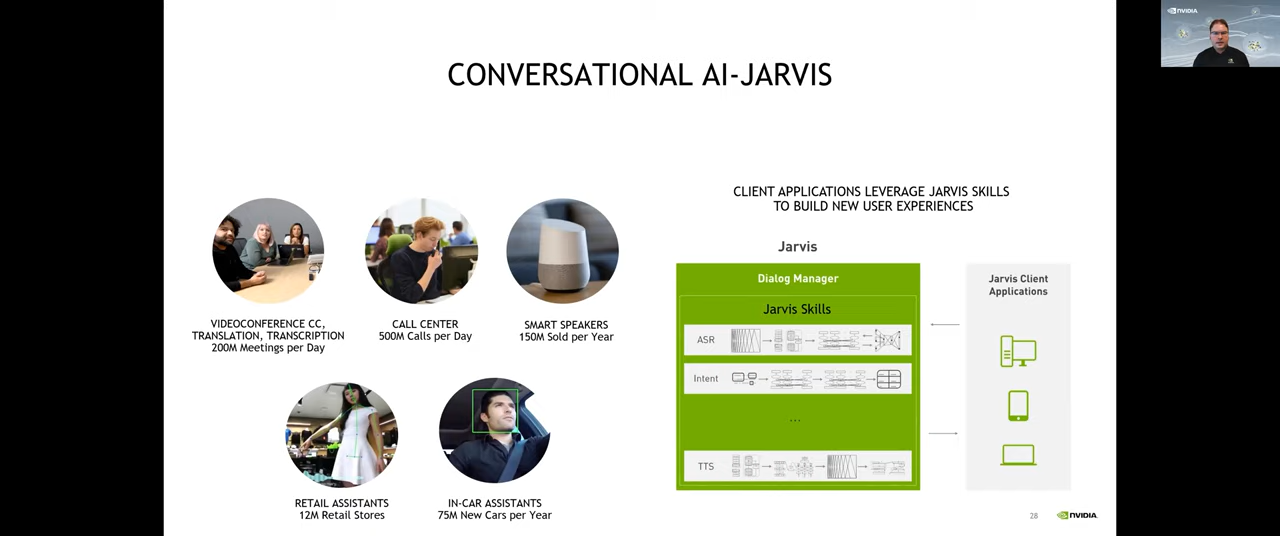 NVIDIA
CONVERSATIONAL AI-JARVIS
VIDEOCONFERENCE CC,
TRANSLATION, TRANSCRIPTION
200M Meetings per Day
CALL CENTER
500M Calls per Day
SMART SPEAKERS
150M Sold per Year
RETAIL ASSISTANTS
12M Retail Stores
IN-CAR ASSISTANTS
75M New Cars per Year
CLIENT APPLICATIONS LEVERAGE JARVIS SKILLS
TO BUILD NEW USER EXPERIENCES
Jarvis
Dialog Manager
Jarvis Skills
ASR
Intent
...
TTS
Jarvis Client
Applications
28
NVIDIA.